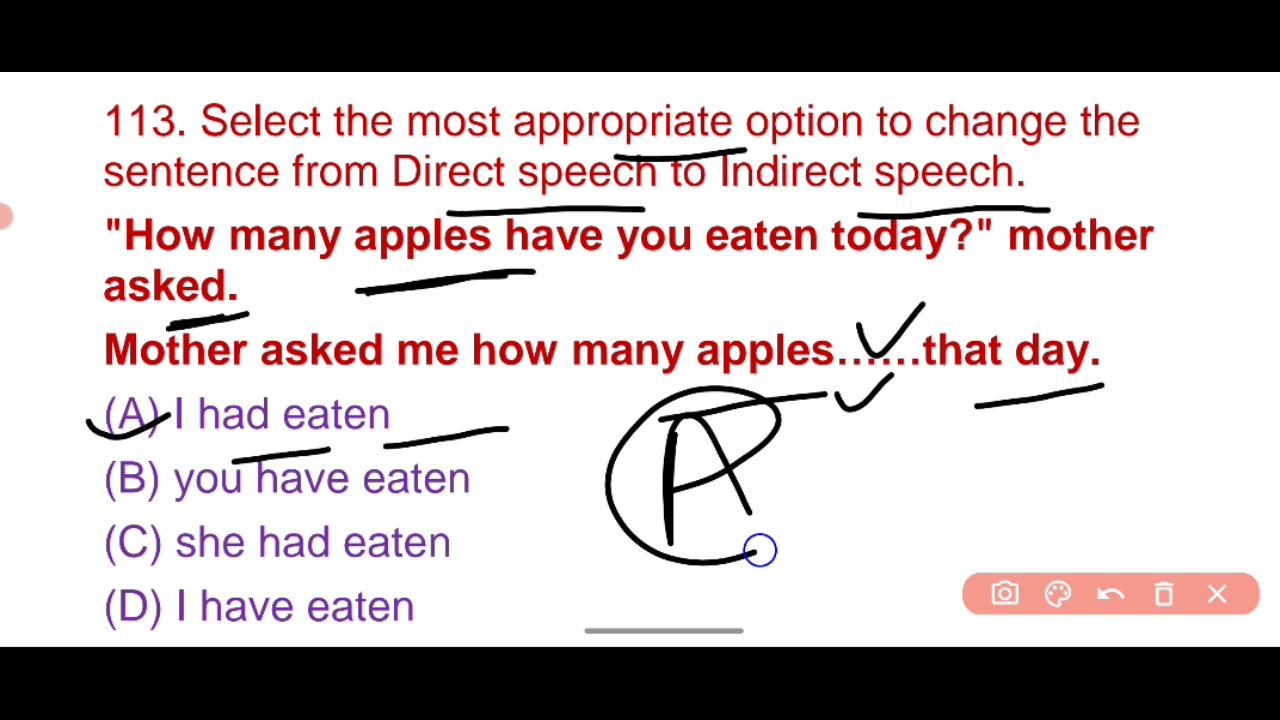 113. Select the most appropriate option to change the
sentence from Direct speech to Indirect speech.
"How many apples have you eaten today?" mother
asked.
Mother asked me how many apples......that day.
(A) I had eaten
(B) you have eaten
(C) she had eaten
(D) I have eaten
A